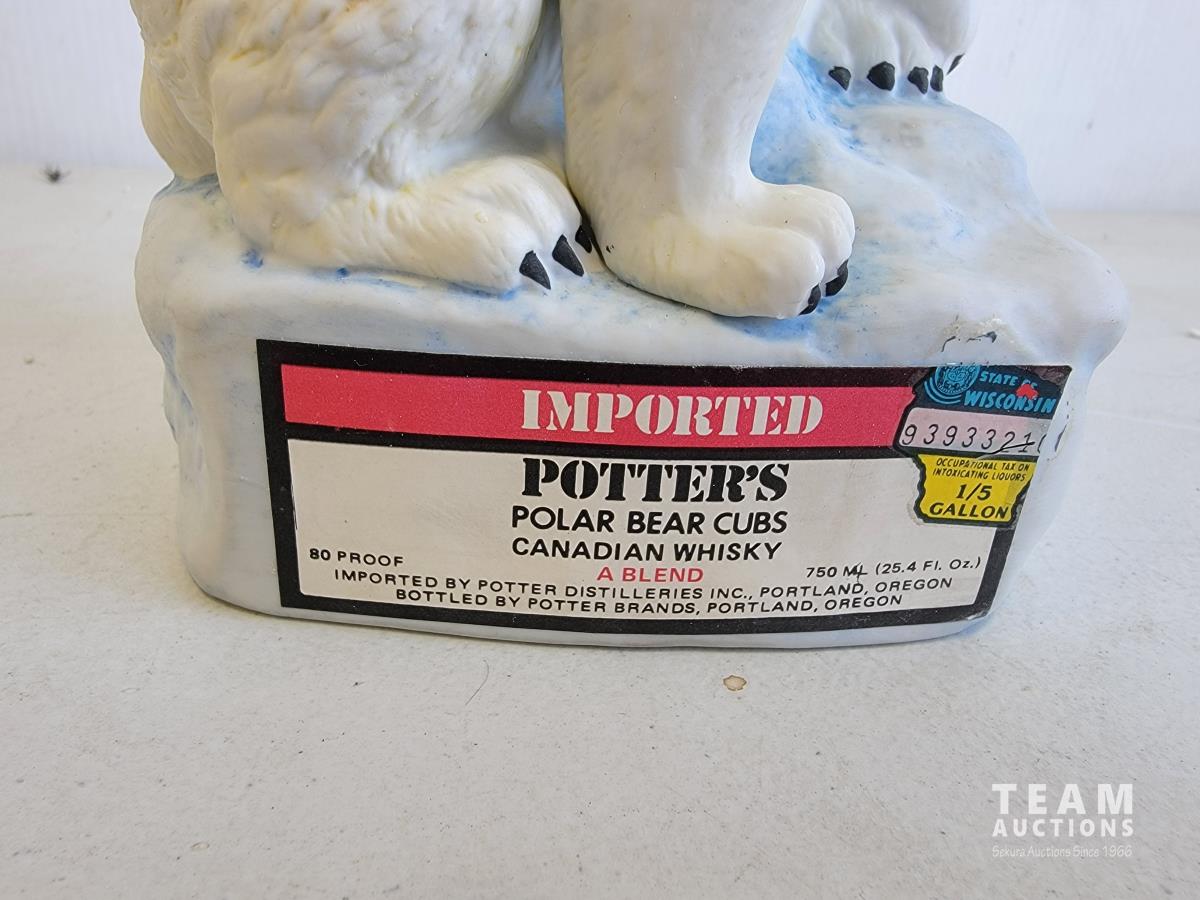 IMPORTED
STATE OF
WISCONSIN
OCCUPATIONAL TAX ON
INTOXICATING LIQUORS
1/5
GALLON
POTTER'S
POLAR BEAR CUBS
CANADIAN WHISKY
80 PROOF
A BLEND
750 ML (25.4 Fl. Oz.)
IMPORTED BY POTTER DISTILLERIES INC., PORTLAND, OREGON
BOTTLED BY POTTER BRANDS, PORTLAND, OREGON
TEAM
AUCTIONS
Sekura Auctions Since 1966